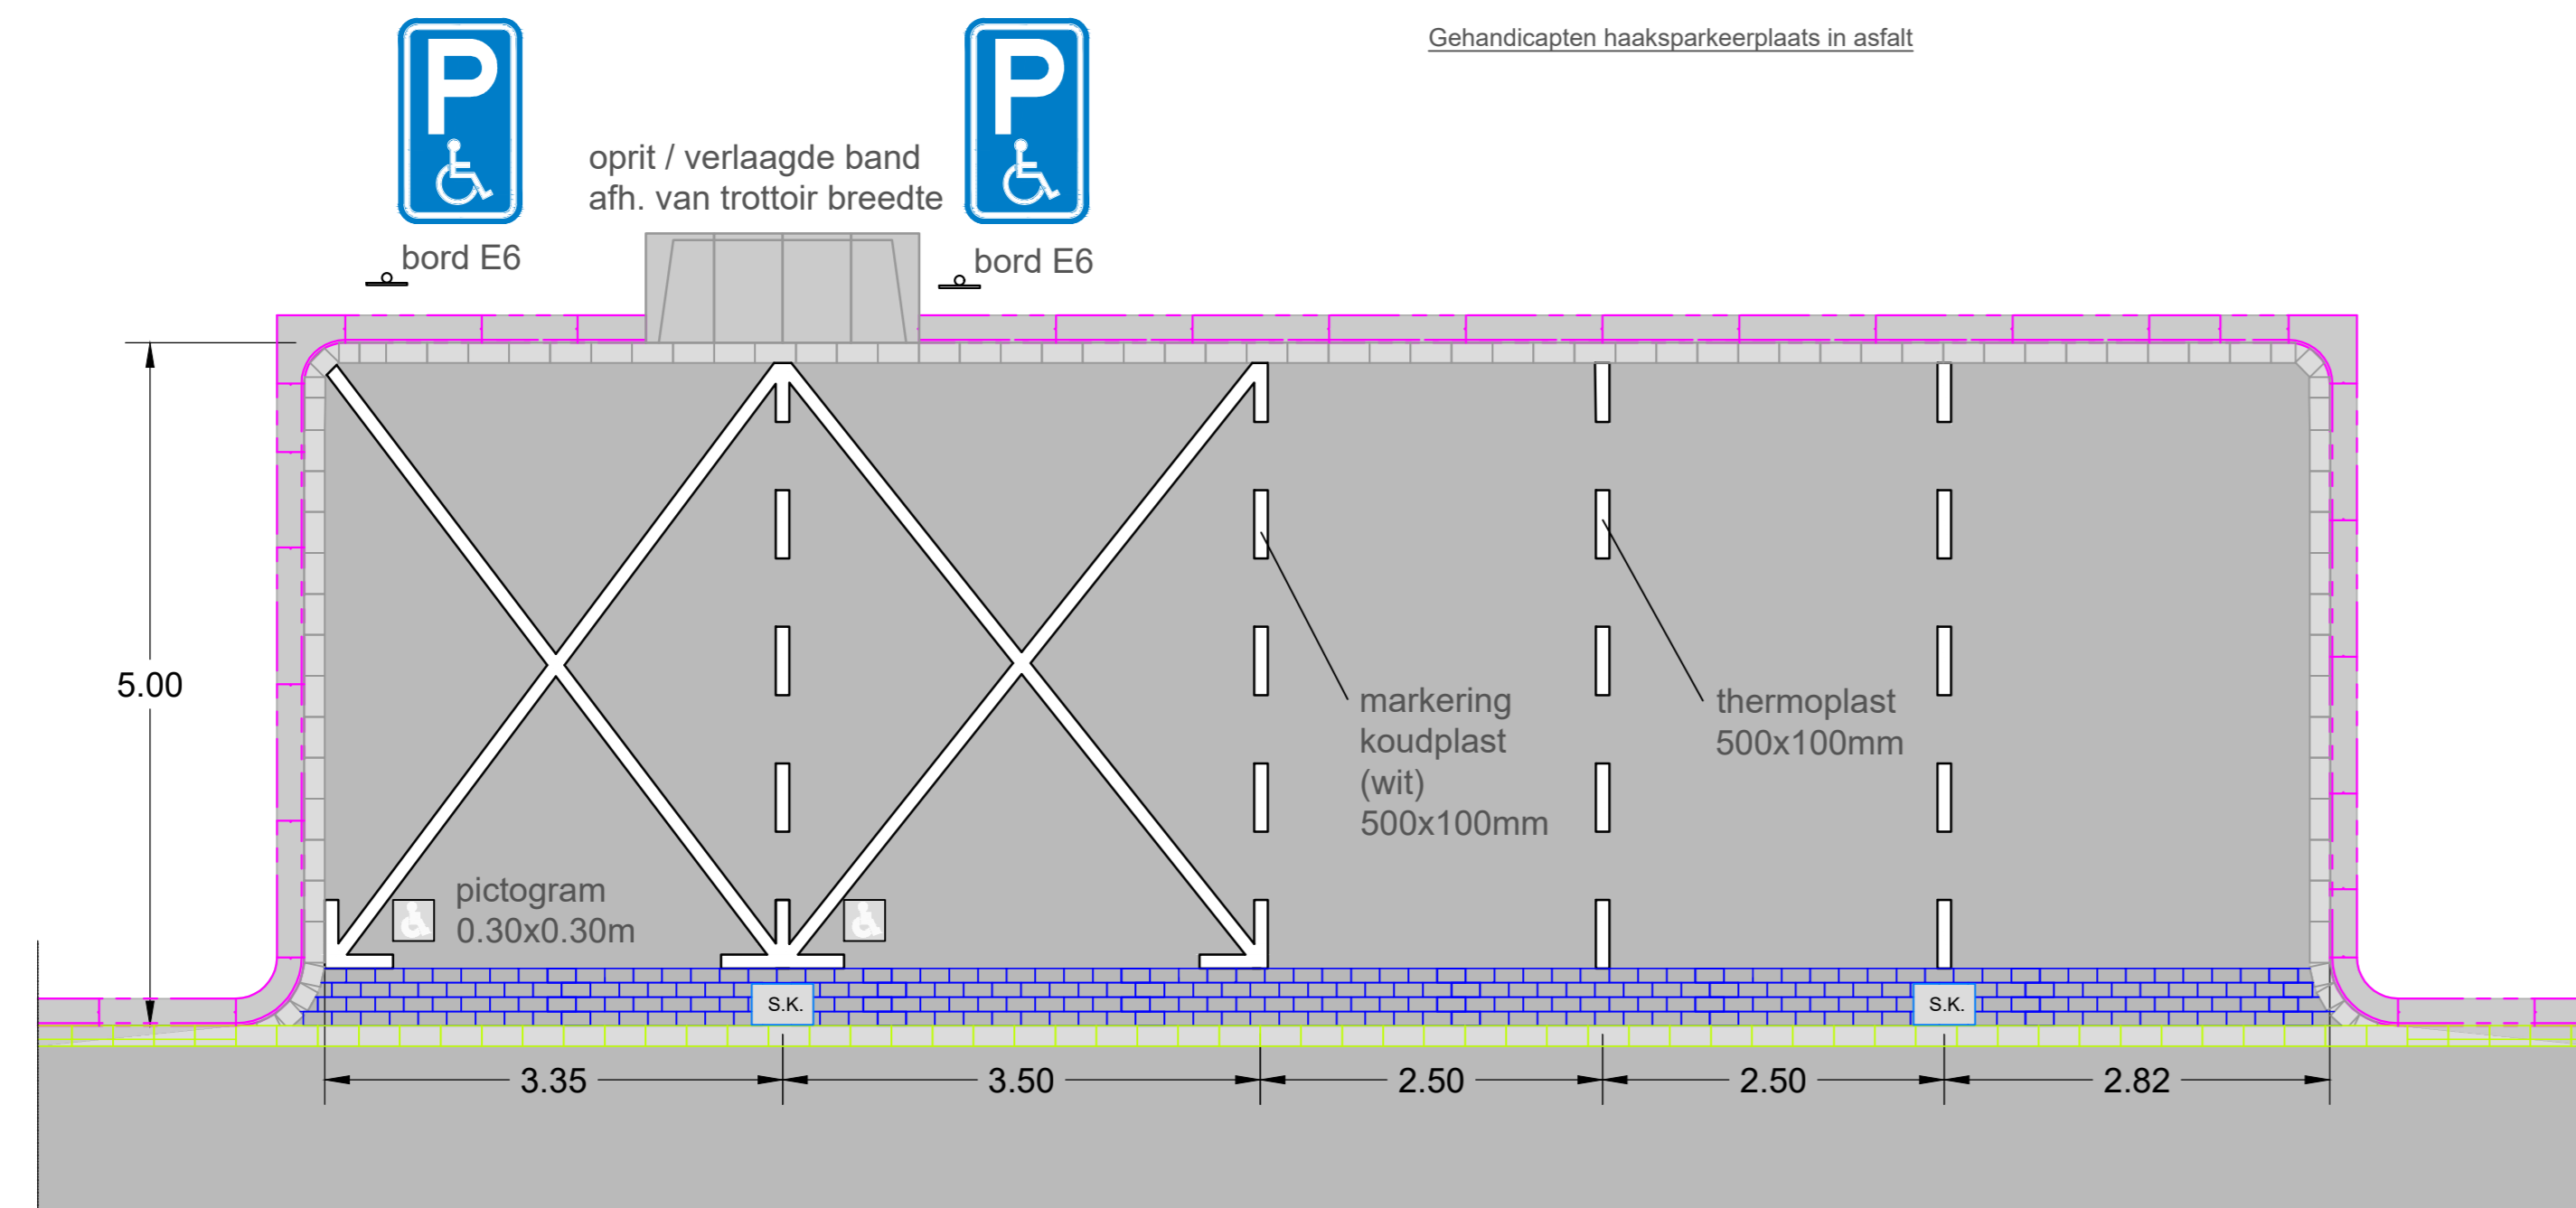 Gehandicapten haaksparkeerplaats in asfalt
P
P
oprit / verlaagde band
afh. van trottoir breedte
bord E6
bord E6
5.00
markering
koudplast
(wit)
500x100mm
thermoplast
500x100mm
pictogram
0.30x0.30m
S.K.
S.K.
3.35
3.50
2.50
2.50
2.82